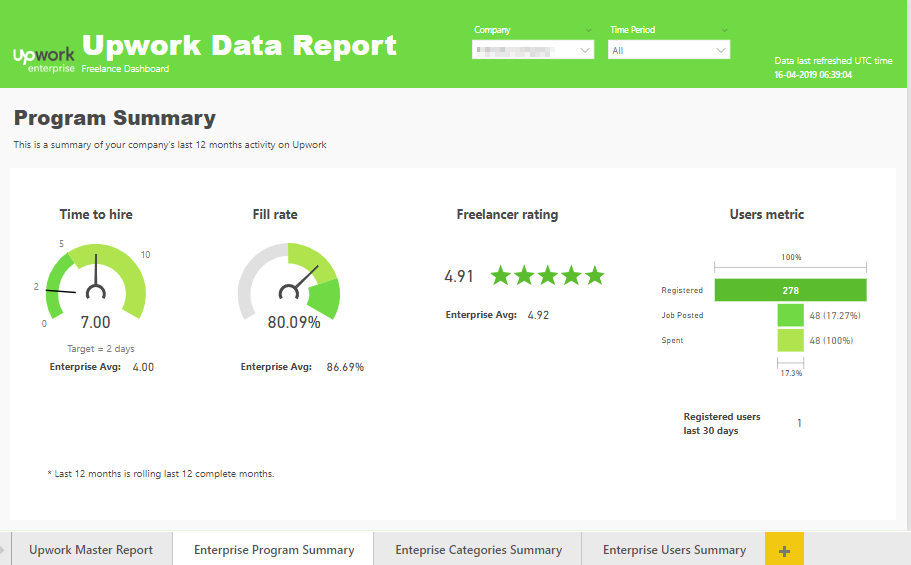 Upwork
enterprise
Upwork Data Report
Freelance Dashboard
Company
Time Period
All
Data last refreshed UTC time
16-04-2019 06:39:04
Program Summary
This is a summary of your company's last 12 months activity on Upwork
Time to hire
0
2
5
10
7.00
Target = 2 days
Enterprise Avg: 4.00
Fill rate
80.09%
Enterprise Avg: 86.69%
Freelancer rating
4.91
Enterprise Avg: 4.92
Users metric
100%
Registered 278
Job Posted 48 (17.27%)
Spent 48 (100%)
17.3%
Registered users
last 30 days
1
* Last 12 months is rolling last 12 complete months.
Upwork Master Report
Enterprise Program Summary
Enteprise Categories Summary
Enterprise Users Summary
+